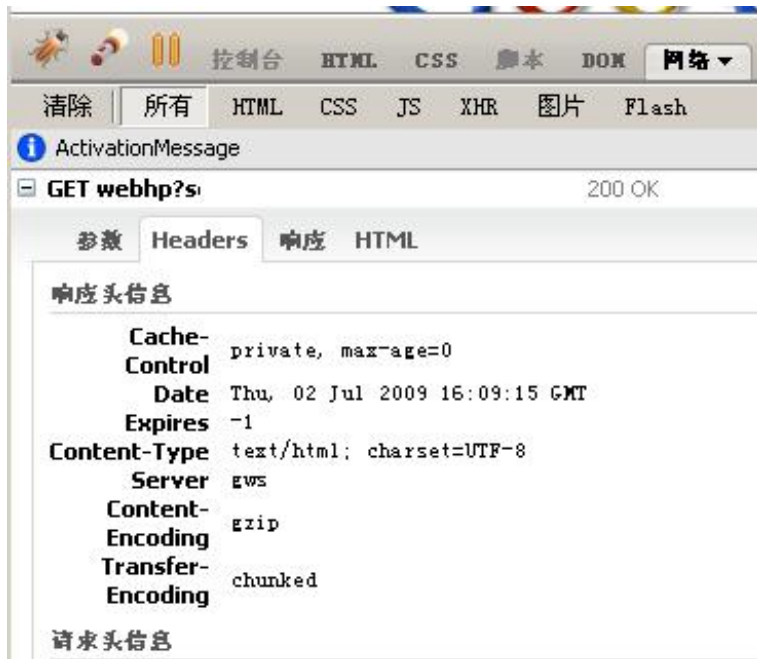 控制台 HTML CSS 脚本 DOM 网络
清除 所有 HTML CSS JS XHR 图片 Flash
ActivationMessage
GET webhp?s 200 OK
参数 Headers 响应 HTML
响应头信息
Cache-Control private, max-age=0
Date Thu, 02 Jul 2009 16:09:15 GMT
Expires -1
Content-Type text/html; charset=UTF-8
Server gws
Content-Encoding gzip
Transfer-Encoding chunked
请求头信息